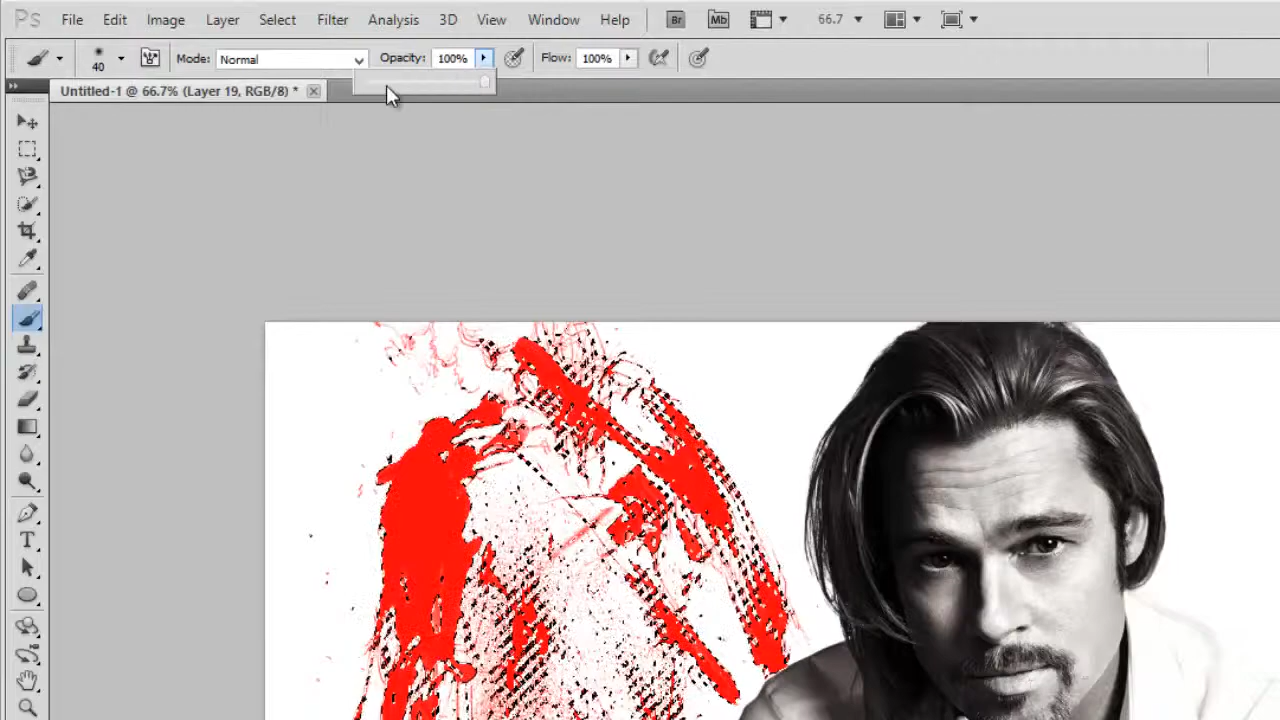 Ps File Edit Image Layer Select Filter Analysis 3D View Window Help Br Mb 66.7
40 Mode: Normal Opacity: 100% Flow: 100%
Untitled-1 @ 66.7% (Layer 19, RGB/8) *
T